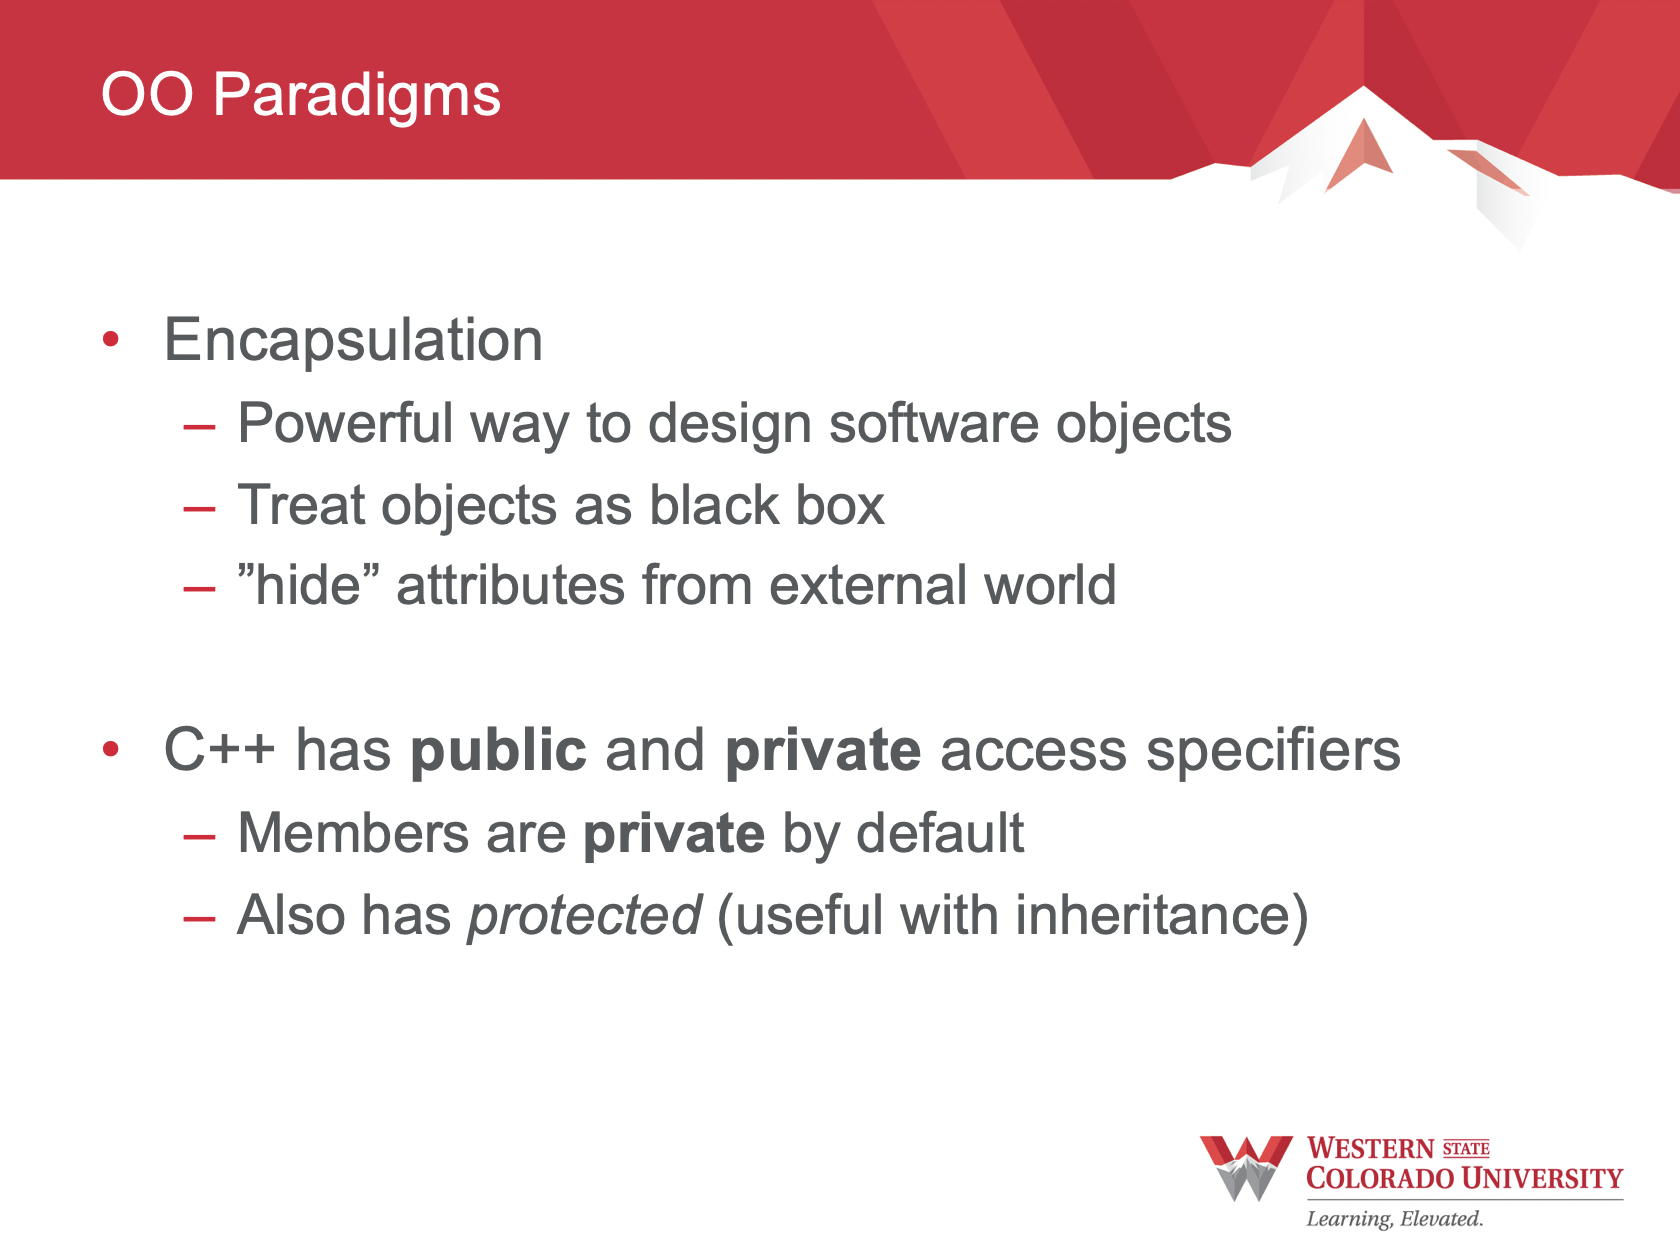 OO Paradigms
• Encapsulation
– Powerful way to design software objects
– Treat objects as black box
– ”hide” attributes from external world
• C++ has public and private access specifiers
– Members are private by default
– Also has protected (useful with inheritance)
WESTERN STATE
COLORADO UNIVERSITY
Learning, Elevated.